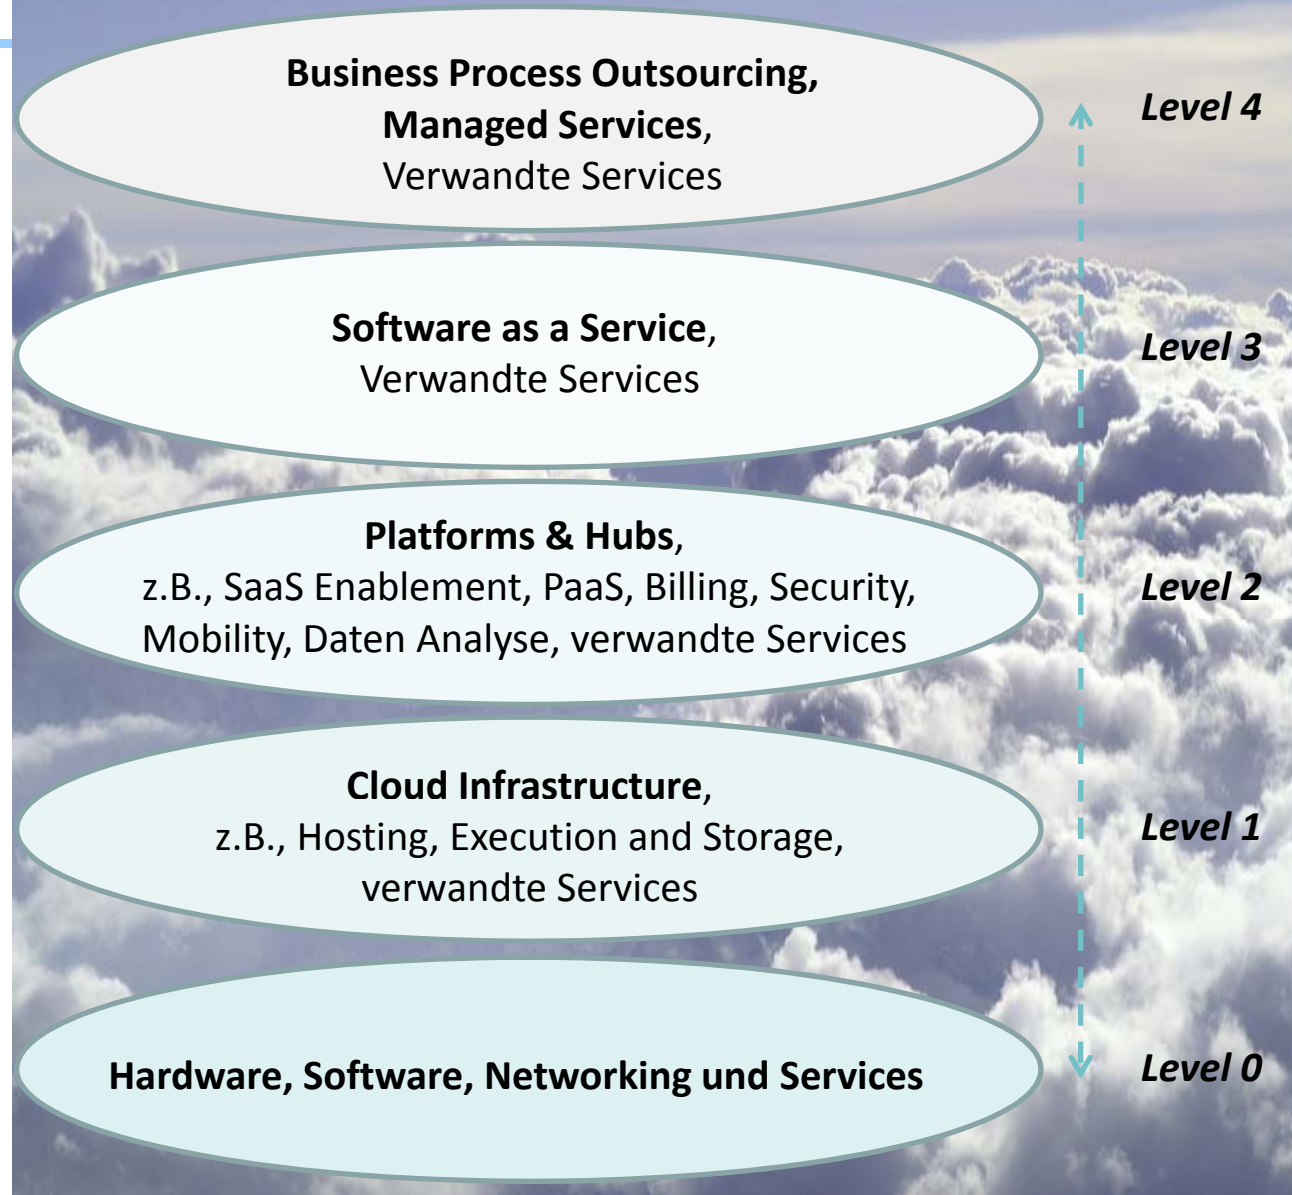 Business Process Outsourcing,
Managed Services,
Verwandte Services
Level 4
Software as a Service,
Verwandte Services
Level 3
Platforms & Hubs,
z.B., SaaS Enablement, PaaS, Billing, Security,
Mobility, Daten Analyse, verwandte Services
Level 2
Cloud Infrastructure,
z.B., Hosting, Execution and Storage,
verwandte Services
Level 1
Hardware, Software, Networking und Services
Level 0